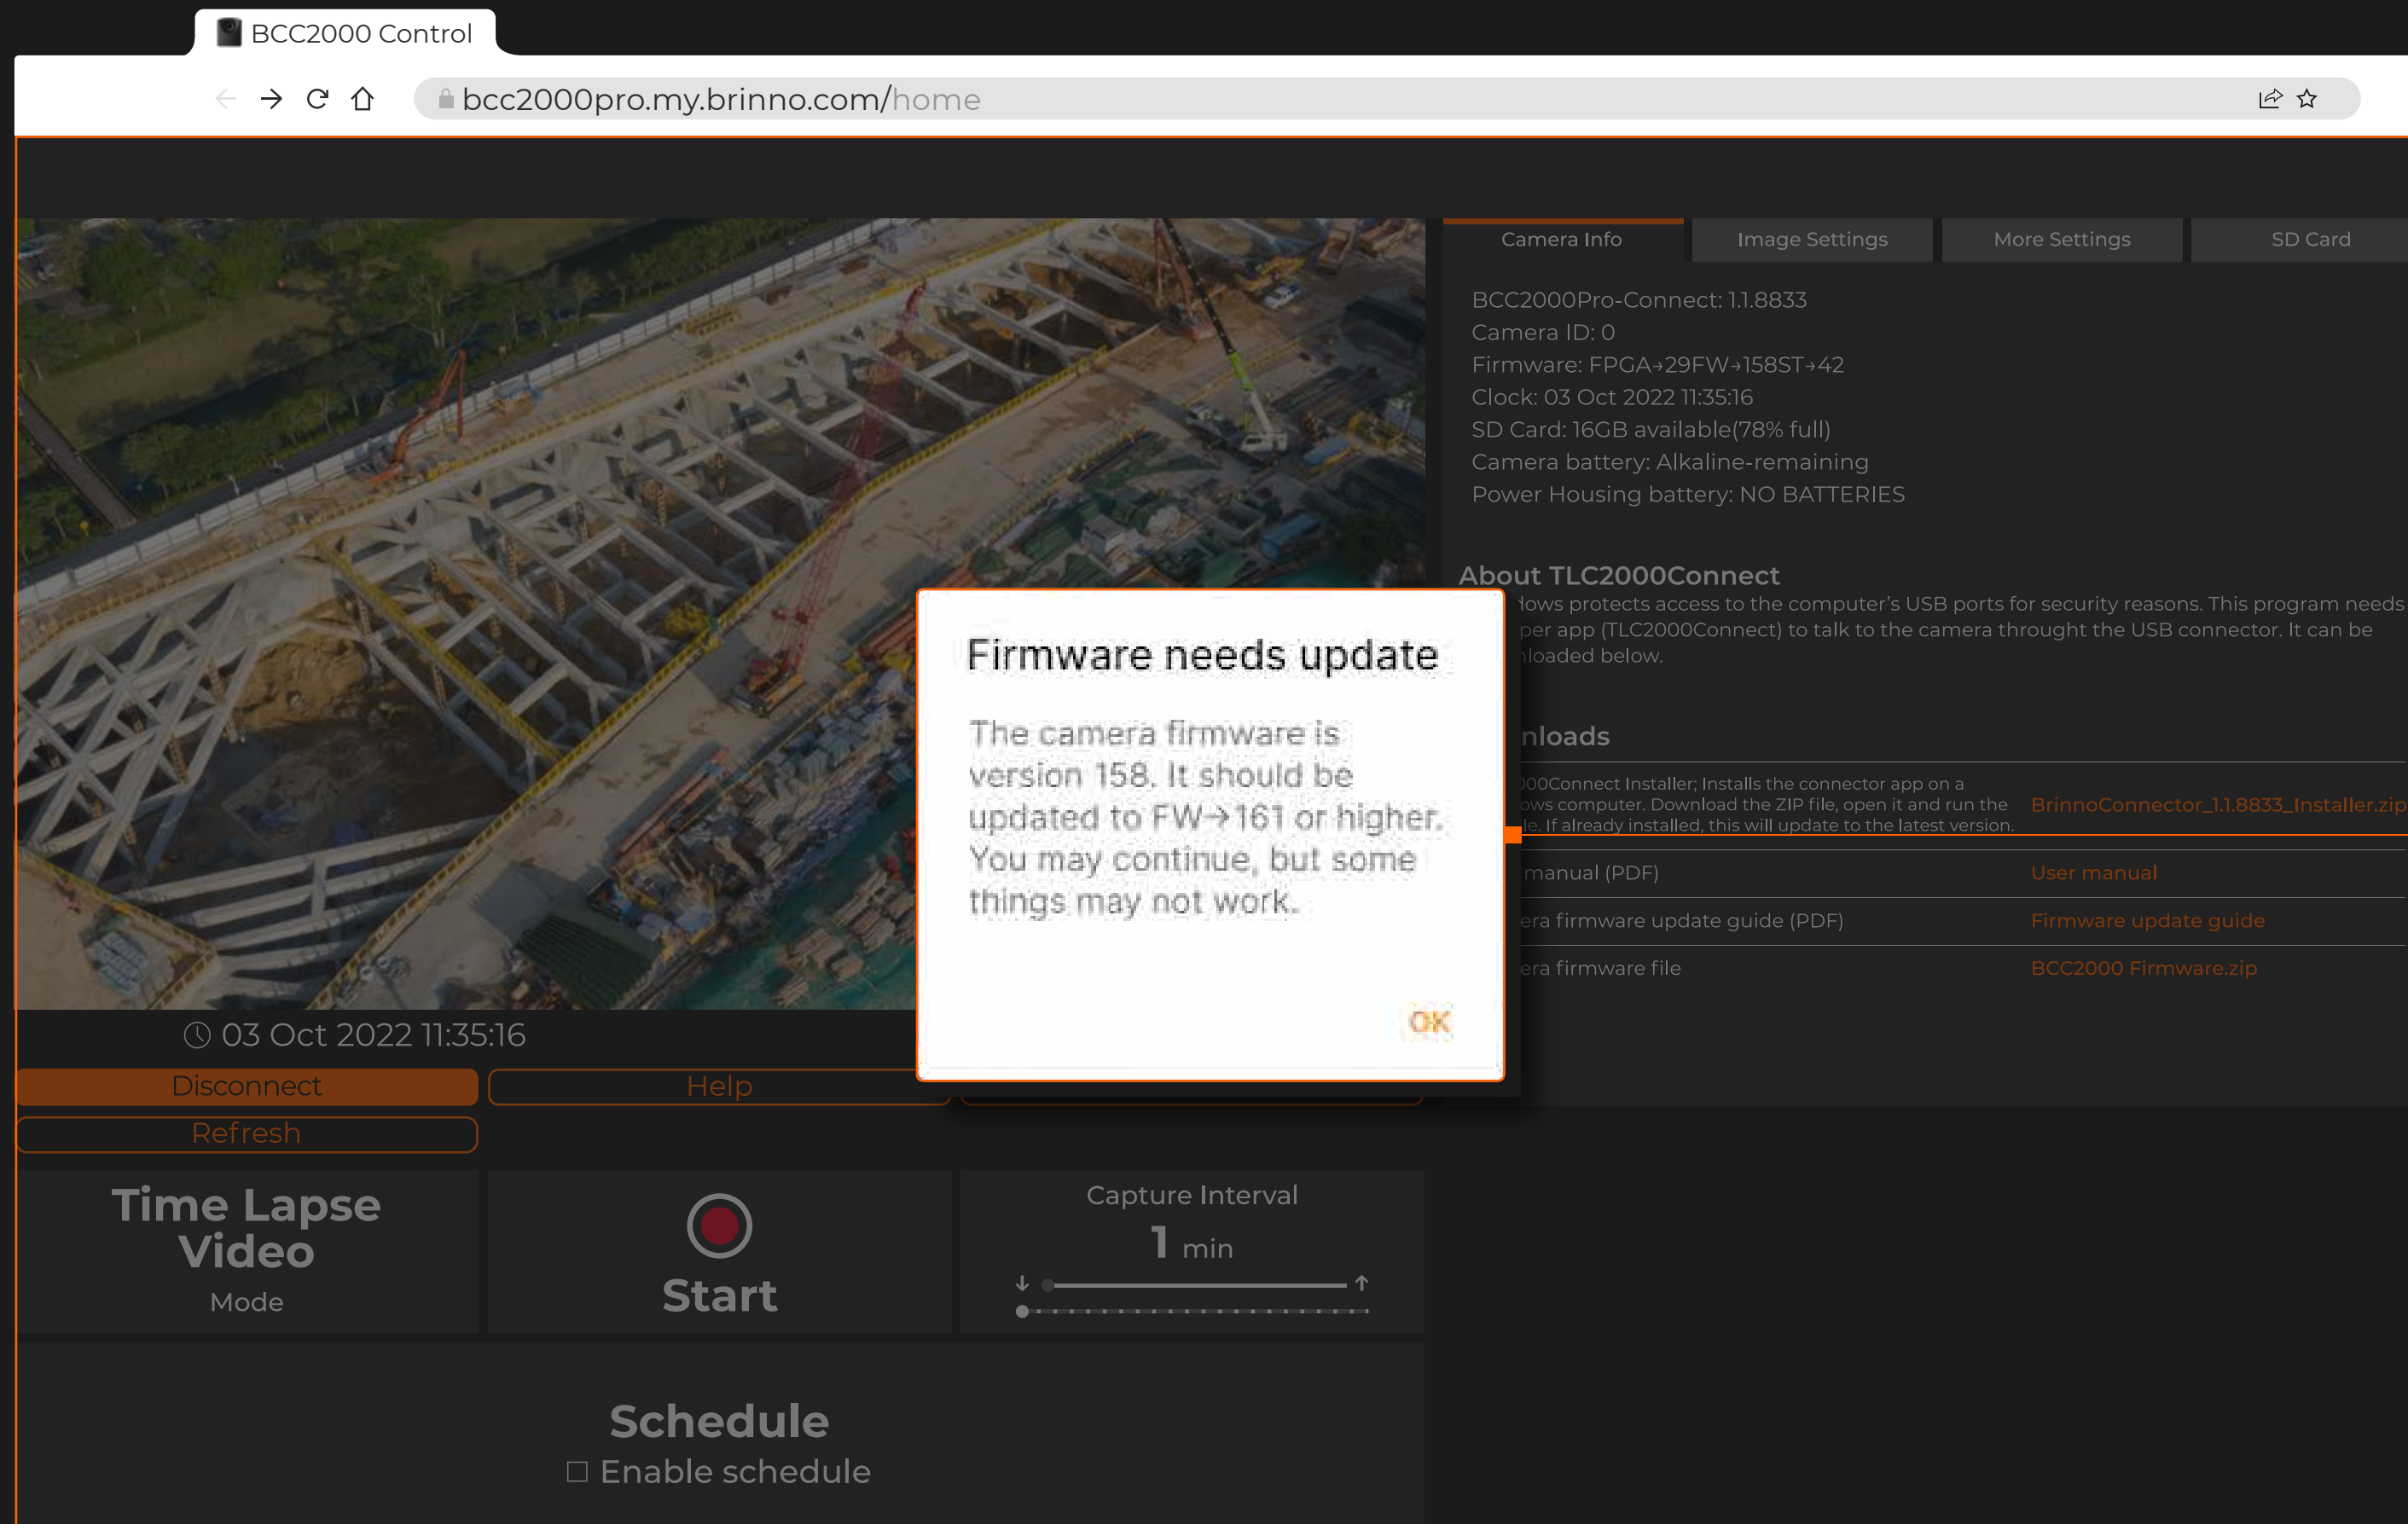 BCC2000 Control
bcc2000pro.my.brinno.com/home
Camera Info
Image Settings
More Settings
SD Card
BCC2000Pro-Connect: 1.1.8833
Camera ID: 0
Firmware: FPGA→29FW→158ST→42
Clock: 03 Oct 2022 11:35:16
SD Card: 16GB available(78% full)
Camera battery: Alkaline-remaining
Power Housing battery: NO BATTERIES
About TLC2000Connect
protects access to the computer's USB ports for security reasons. This program needs
app (TLC2000Connect) to talk to the camera throught the USB connector. It can be
below.
Firmware needs update
The camera firmware is
version 158. It should be
updated to FW→161 or higher.
You may continue, but some
things may not work.
OK
Installer; Installs the connector app on a
computer. Download the ZIP file, open it and run the
If already installed, this will update to the latest version.
BrinnoConnector_1.1.8833_Installer.zip
manual (PDF)
User manual
firmware update guide (PDF)
Firmware update guide
firmware file
BCC2000 Firmware.zip
03 Oct 2022 11:35:16
Disconnect
Help
Refresh
Time Lapse
Video
Mode
Start
Capture Interval
1 min
Schedule
Enable schedule